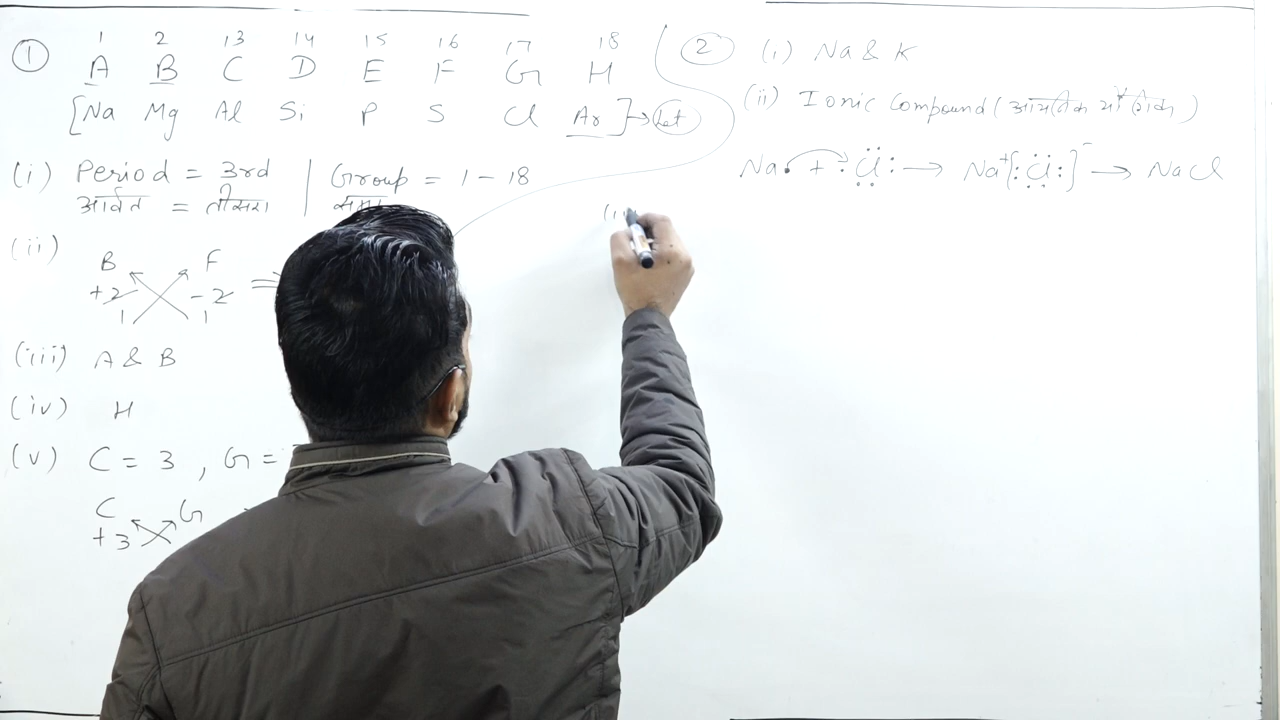 ① 1 2 13 14 15 16 17 18
A B C D E F G H
[Na Mg Al Si P S Cl Ar] → Let
(i) Period = 3rd | Group = 1 - 18
आवर्त = तीसरा
(ii) B F
+2 -2 =
1 1
(iii) A & B
(iv) H
(v) C = 3 , G =
C G
+3
② (i) Na & K
(ii) Ionic Compound (आयनिक यौगिक)
Na• + :Cl: → Na⁺[:Cl:]⁻ → NaCl